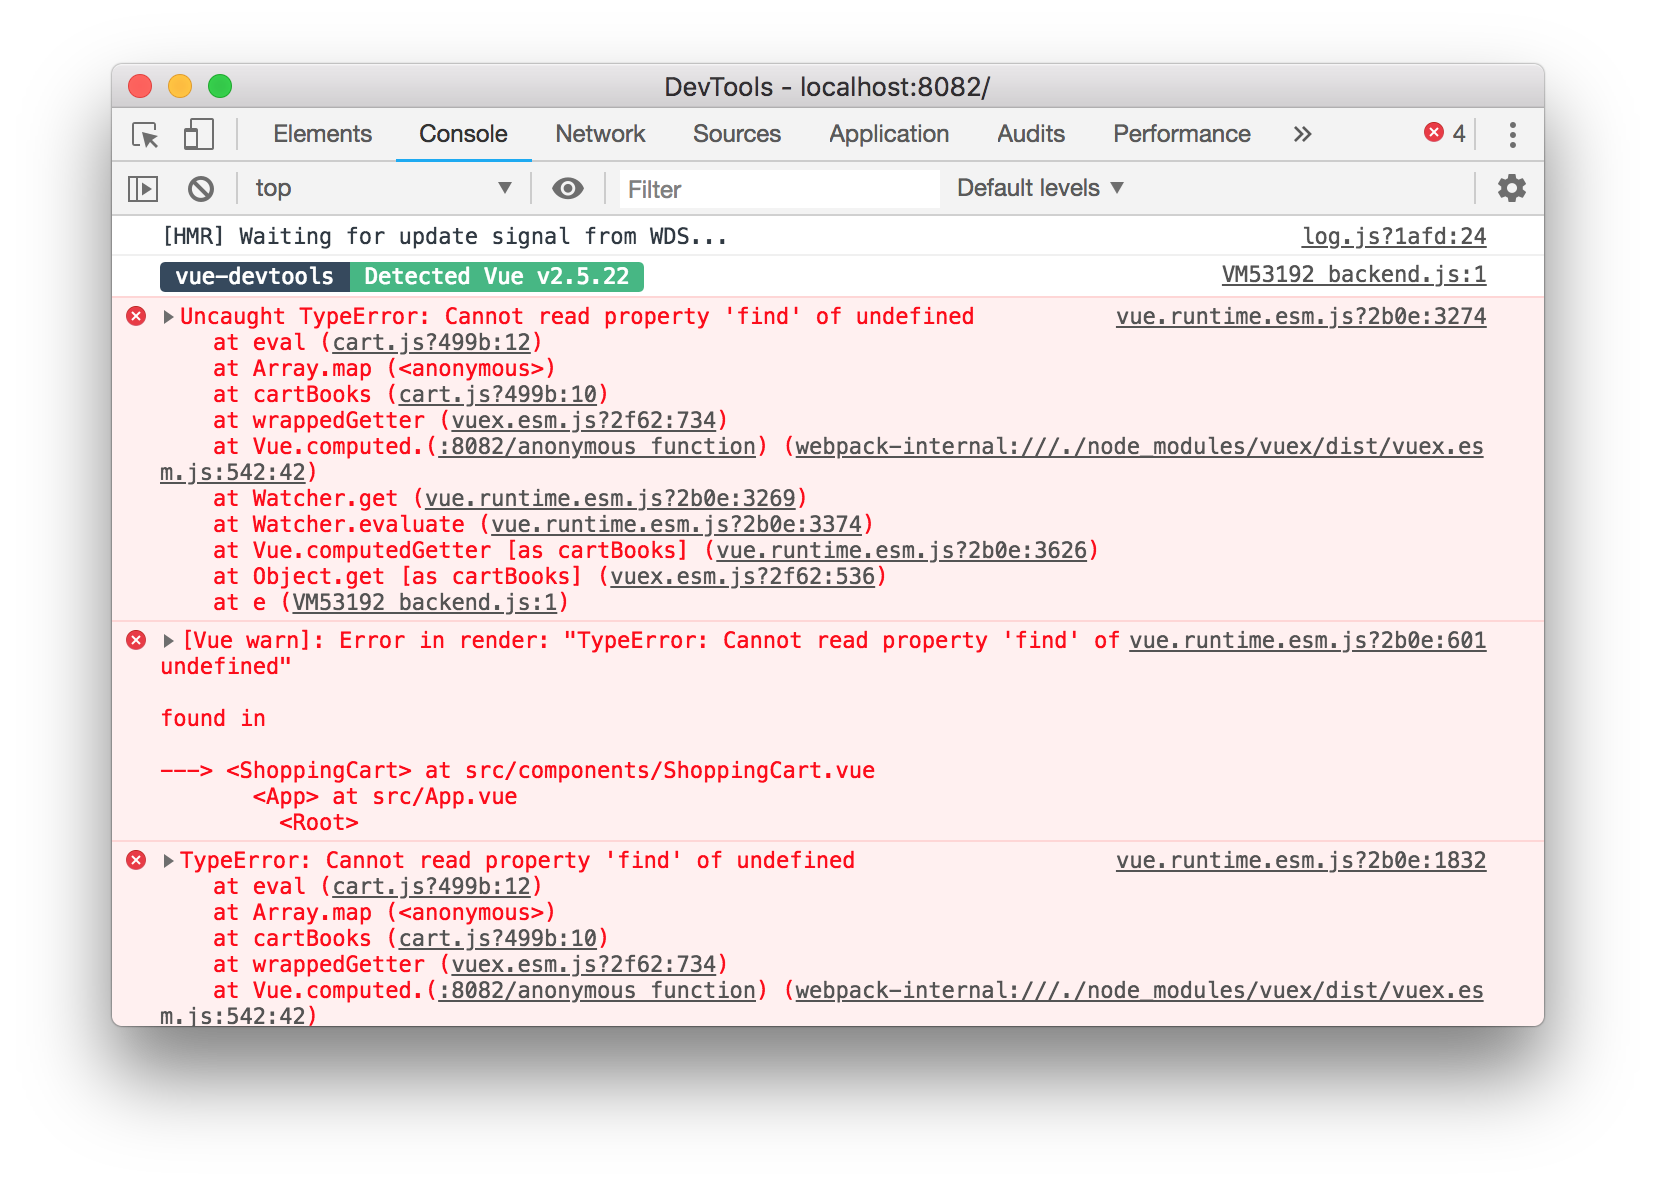 DevTools - localhost:8082/
Elements Console Network Sources Application Audits Performance » 4
top ▼ Filter Default levels ▼
[HMR] Waiting for update signal from WDS... log.js?1afd:24
vue-devtools Detected Vue v2.5.22 VM53192 backend.js:1
Uncaught TypeError: Cannot read property 'find' of undefined vue.runtime.esm.js?2b0e:3274
at eval (cart.js?499b:12)
at Array.map (<anonymous>)
at cartBooks (cart.js?499b:10)
at wrappedGetter (vuex.esm.js?2f62:734)
at Vue.computed.(:8082/anonymous function) (webpack-internal:///./node_modules/vuex/dist/vuex.es
m.js:542:42)
at Watcher.get (vue.runtime.esm.js?2b0e:3269)
at Watcher.evaluate (vue.runtime.esm.js?2b0e:3374)
at Vue.computedGetter [as cartBooks] (vue.runtime.esm.js?2b0e:3626)
at Object.get [as cartBooks] (vuex.esm.js?2f62:536)
at e (VM53192 backend.js:1)
[Vue warn]: Error in render: "TypeError: Cannot read property 'find' of vue.runtime.esm.js?2b0e:601
undefined"
found in
---> <ShoppingCart> at src/components/ShoppingCart.vue
<App> at src/App.vue
<Root>
TypeError: Cannot read property 'find' of undefined vue.runtime.esm.js?2b0e:1832
at eval (cart.js?499b:12)
at Array.map (<anonymous>)
at cartBooks (cart.js?499b:10)
at wrappedGetter (vuex.esm.js?2f62:734)
at Vue.computed.(:8082/anonymous function) (webpack-internal:///./node_modules/vuex/dist/vuex.es
m.js:542:42)